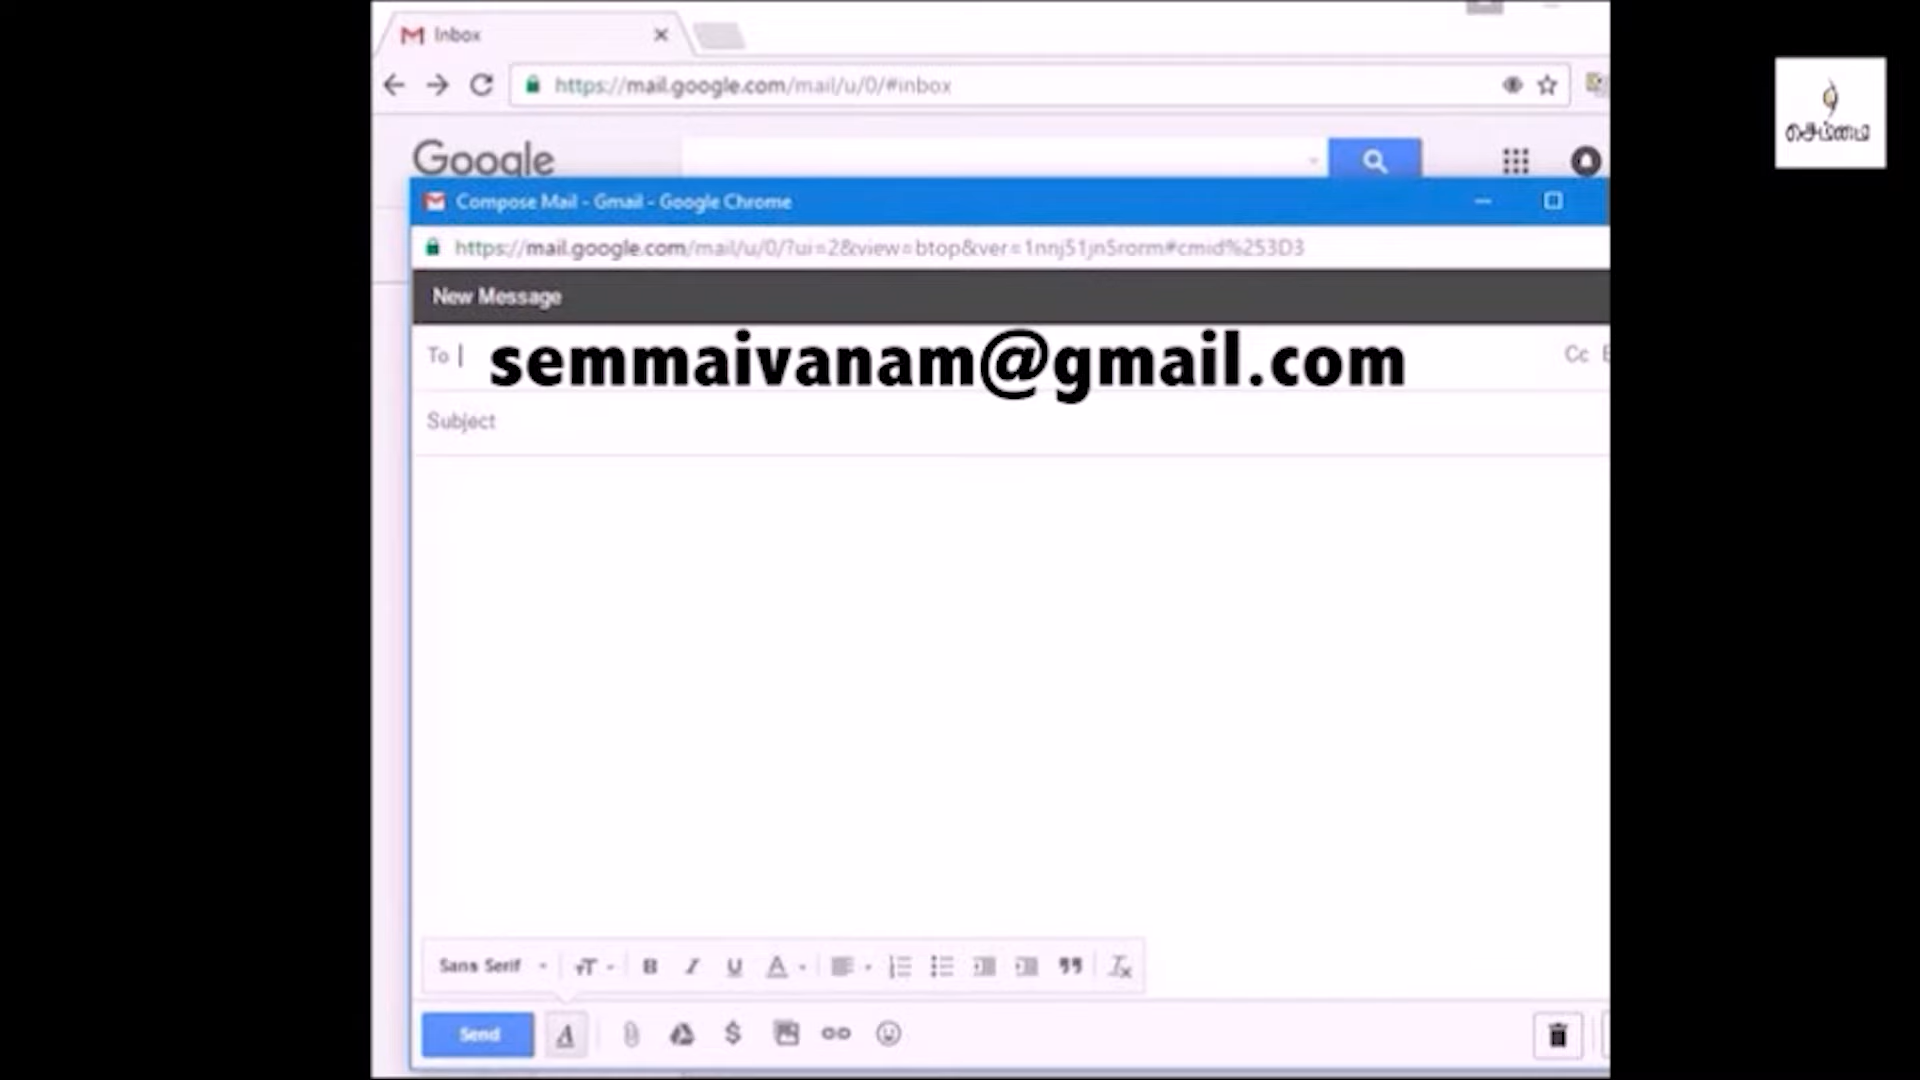 Inbox
https://mail.google.com/mail/u/0/#inbox
செம்மை
Google
Compose Mail - Gmail - Google Chrome
https://mail.google.com/mail/u/0/?ui=2&view=btop&ver=1nnj51jn5rorm#cmid%253D3
New Message
To semmaivanam@gmail.com Cc
Subject
Sans Serif
Send